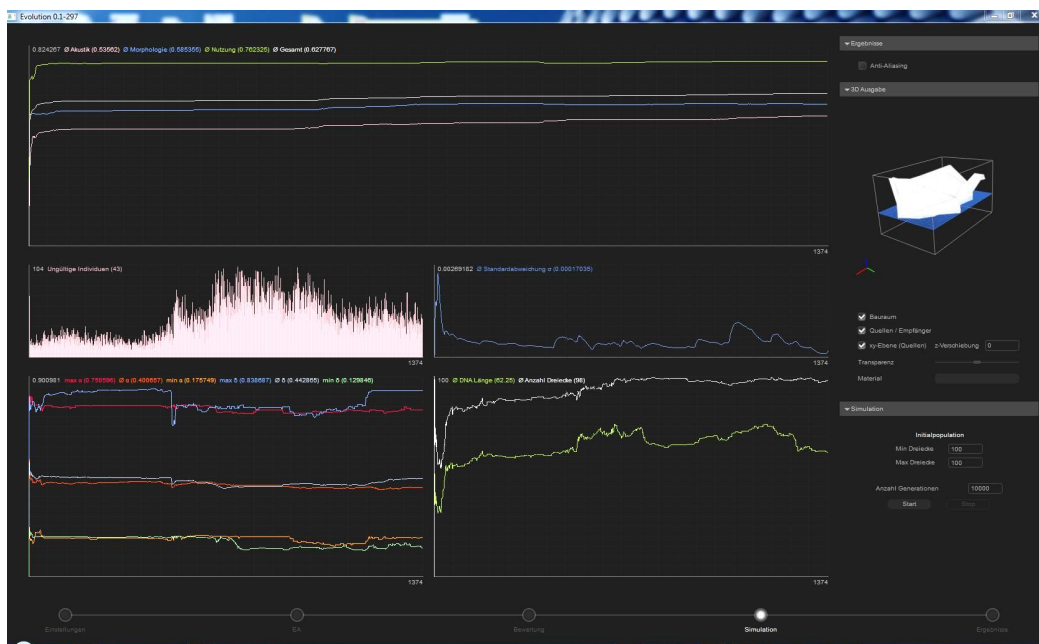 Evolution 0.1-297
0.824267 Ø Akustik (0.53562) Ø Morphologie (0.585355) Ø Nutzung (0.762325) Ø Gesamt (0.627767)
1374
104 Ungültige Individuen (43)
1374
0.00269182 Ø Standardabweichung σ (0.00017035)
1374
0.900981 max α (0.759596) Ø α (0.400657) min α (0.175749) max δ (0.838687) Ø δ (0.442865) min δ (0.129846)
1374
100 Ø DNA Länge (62.25) Ø Anzahl Dreiecke (98)
1374
Ergebnisse
Anti-Aliasing
3D Ausgabe
Bauraum
Quellen / Empfänger
xy-Ebene (Quellen) z-Verschiebung 0
Transparenz
Material
Simulation
Initialpopulation
Min Dreiecke 100
Max Dreiecke 100
Anzahl Generationen 10000
Start Stop
Einstellungen EA Bewertung Simulation Ergebnisse